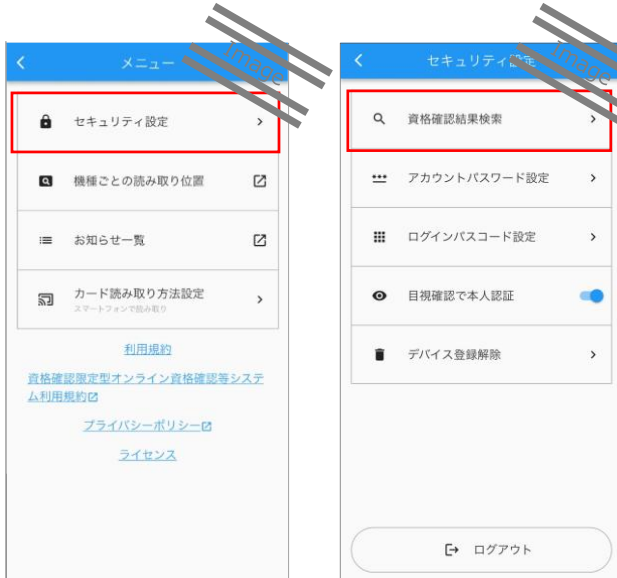 メニュー
Image
セキュリティ設定
機種ごとの読み取り位置
お知らせ一覧
カード読み取り方法設定
スマートフォンで読み取り
利用規約
資格確認限定型オンライン資格確認等システ
ム利用規約
プライバシーポリシー
ライセンス
セキュリティ設定
Image
資格確認結果検索
アカウントパスワード設定
ログインパスコード設定
目視確認で本人認証
デバイス登録解除
ログアウト